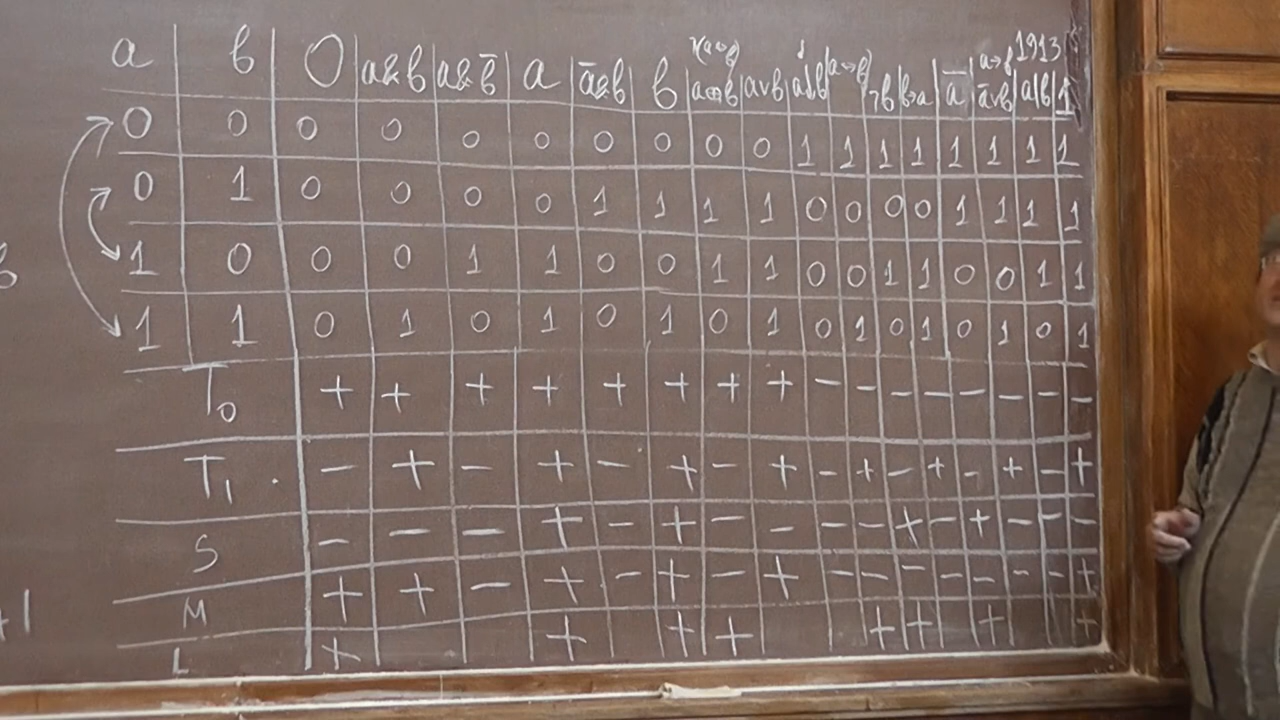 a b 0 a&b a&b̅ a a̅&b b ⊣(a↔b) a⊕b a∨b a↓b a↔b ¬b b→a a̅ a→b a̅∨b 1913 a|b 1
0 0 0 0 0 0 0 0 0 0 1 1 1 1 1 1 1 1
0 1 0 0 0 0 1 1 1 1 0 0 0 0 1 1 1 1
1 0 0 0 1 1 0 0 1 1 0 0 1 1 0 0 1 1
1 1 0 1 0 1 0 1 0 1 0 1 0 1 0 1 0 1
T₀ + + + + + + + + − − − − − − − −
T₁ − + − + − + − + − + − + − + − +
S − − − + − + − − − − + − + − − −
M + + − + − + − + − − − − − − − +
L + + + + + + + +
+1